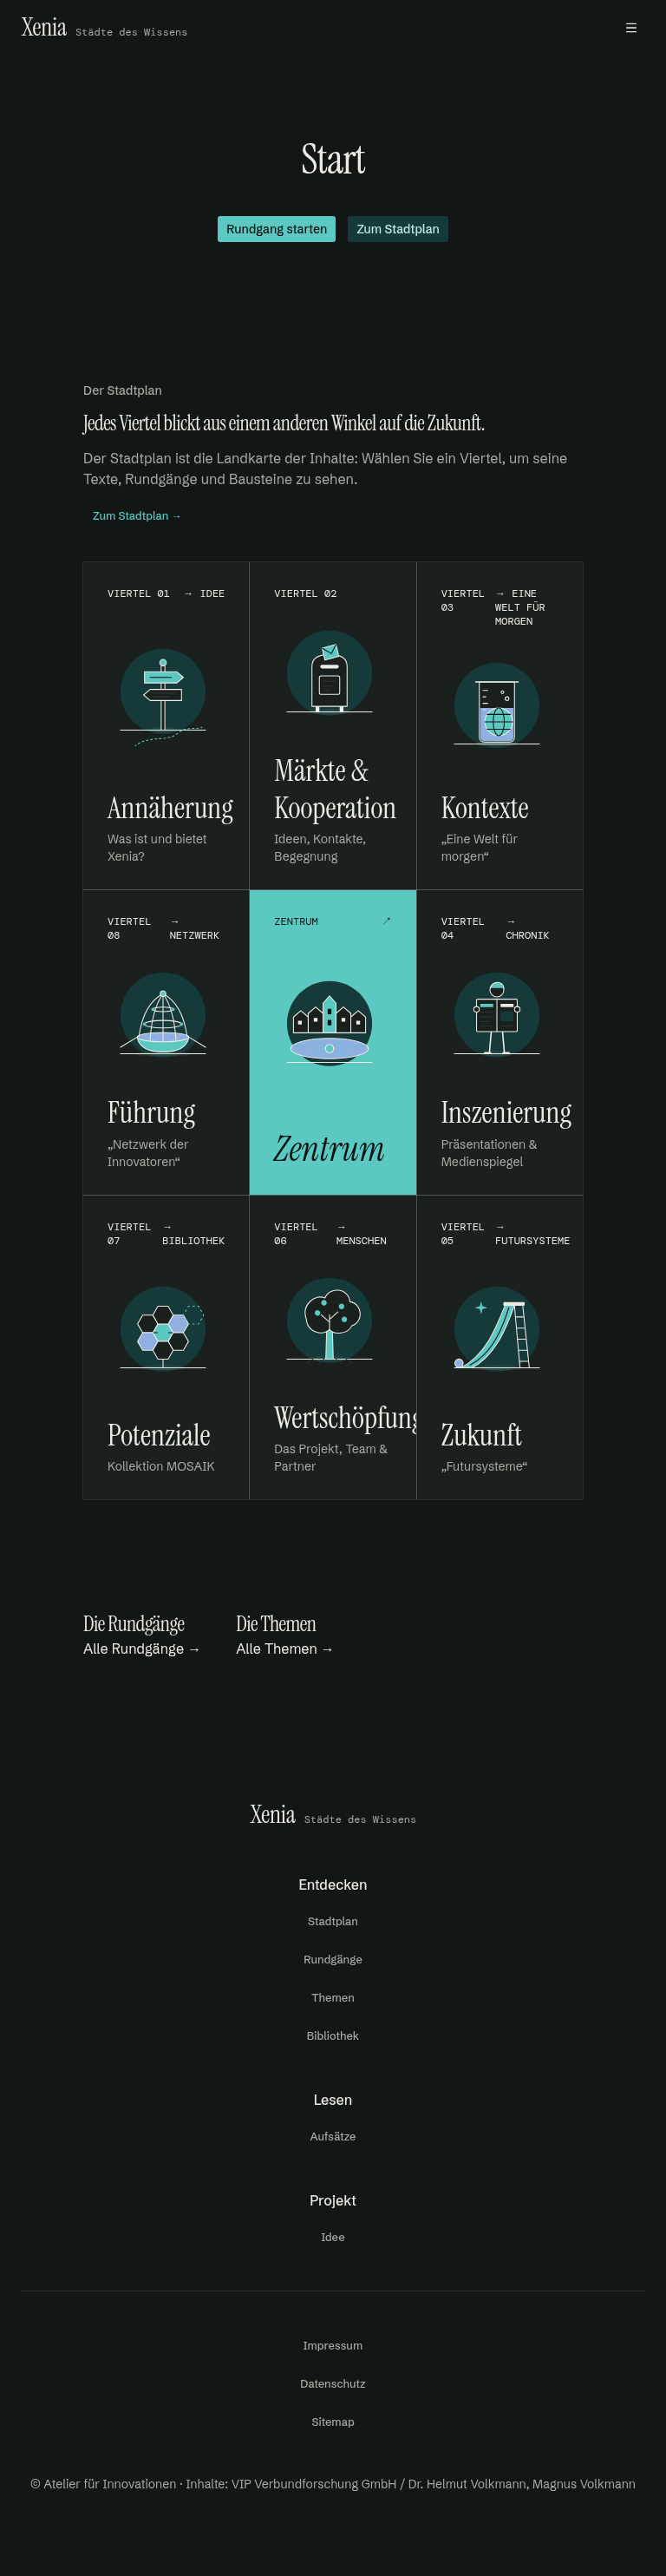 Xenia Städte des Wissens ☰
Start
Rundgang starten
Zum Stadtplan
Der Stadtplan
Jedes Viertel blickt aus einem anderen Winkel auf die Zukunft.
Der Stadtplan ist die Landkarte der Inhalte: Wählen Sie ein Viertel, um seine
Texte, Rundgänge und Bausteine zu sehen.
Zum Stadtplan →
VIERTEL 01 → IDEE
Annäherung
Was ist und bietet
Xenia?
VIERTEL 02
Märkte &
Kooperation
Ideen, Kontakte,
Begegnung
VIERTEL
03
→ EINE
WELT FÜR
MORGEN
Kontexte
„Eine Welt für
morgen“
VIERTEL
08
→
NETZWERK
Führung
„Netzwerk der
Innovatoren“
ZENTRUM ↗
Zentrum
VIERTEL
04
→
CHRONIK
Inszenierung
Präsentationen &
Medienspiegel
VIERTEL
07
→
BIBLIOTHEK
Potenziale
Kollektion MOSAIK
VIERTEL
06
→
MENSCHEN
Wertschöpfung
Das Projekt, Team &
Partner
VIERTEL
05
→
FUTURSYSTEME
Zukunft
„Futursysteme“
Die Rundgänge
Alle Rundgänge →
Die Themen
Alle Themen →
Xenia Städte des Wissens
Entdecken
Stadtplan
Rundgänge
Themen
Bibliothek
Lesen
Aufsätze
Projekt
Idee
Impressum
Datenschutz
Sitemap
© Atelier für Innovationen · Inhalte: VIP Verbundforschung GmbH / Dr. Helmut Volkmann, Magnus Volkmann